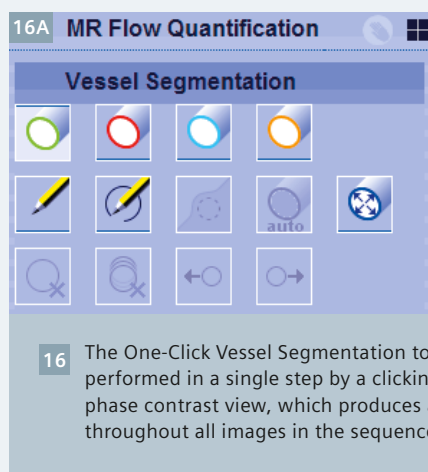 16A MR Flow Quantification
Vessel Segmentation
auto
16 The One-Click Vessel Segmentation to
performed in a single step by a clickin
phase contrast view, which produces
throughout all images in the sequence